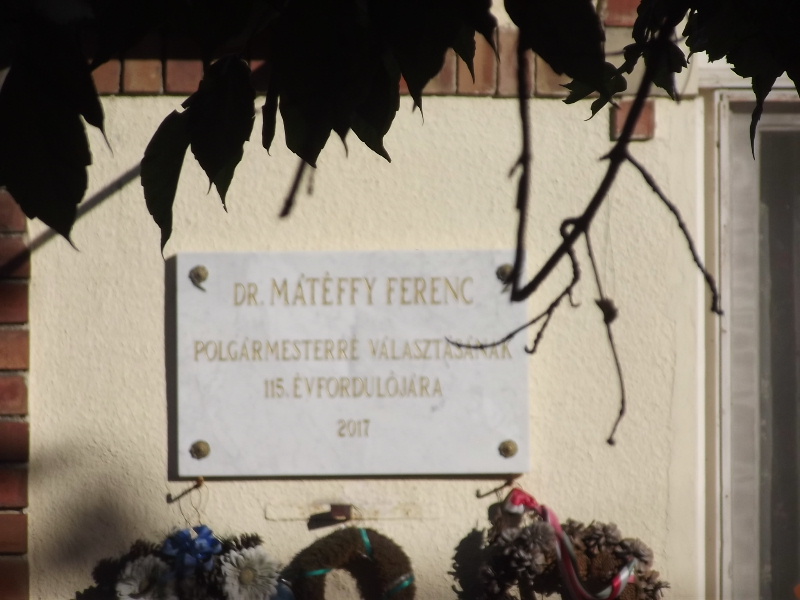 DR. MÁTÉFFY FERENC
POLGÁRMESTERRÉ VÁLASZTÁSÁNAK
115. ÉVFORDULÓJÁRA
2017